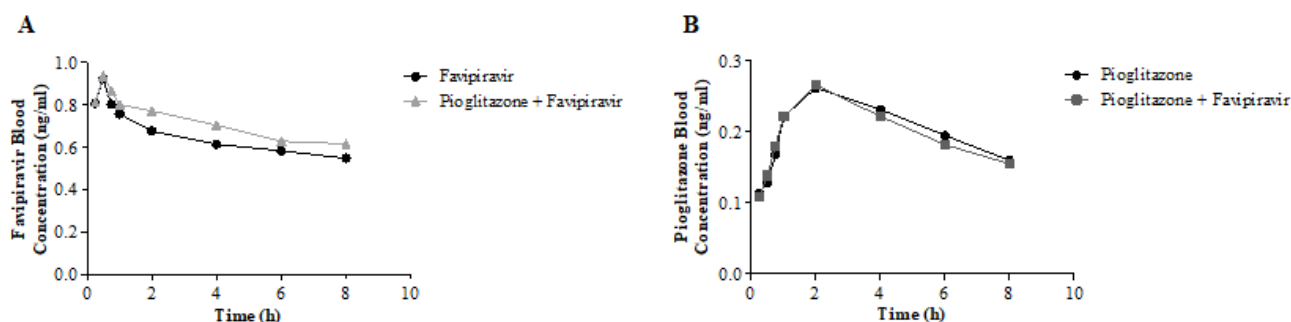 A
Favipiravir Blood
Concentration (ng/ml)
1.0
0.8
0.6
0.4
0.2
0.0
0 2 4 6 8 10
Time (h)
Favipiravir
Pioglitazone + Favipiravir
B
Pioglitazone Blood
Concentration (ng/ml)
0.3
0.2
0.1
0.0
0 2 4 6 8 10
Time (h)
Pioglitazone
Pioglitazone + Favipiravir